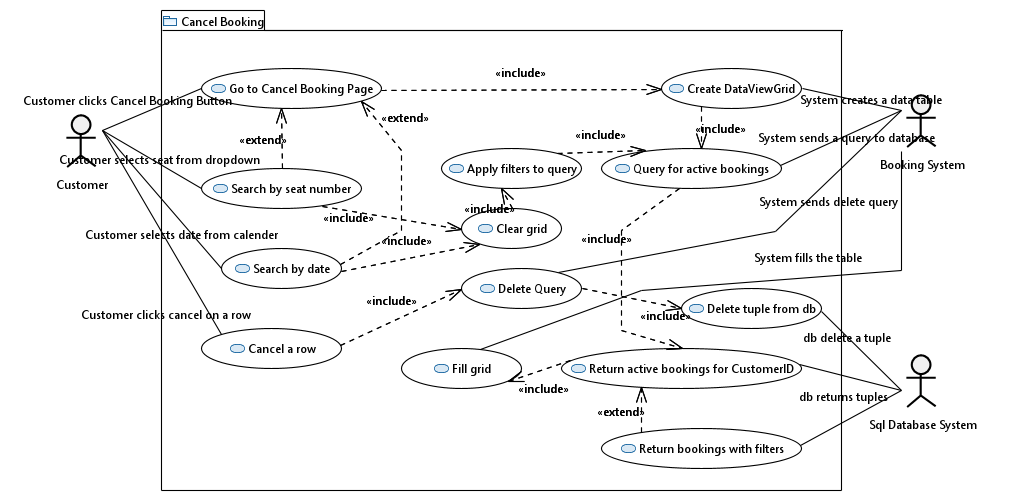 Cancel Booking
Go to Cancel Booking Page
«include»
Create DataViewGrid
Customer clicks Cancel Booking Button
System creates a data table
«extend»
«extend»
«include»
«include»
System sends a query to database
Customer selects seat from dropdown
Apply filters to query
Query for active bookings
Booking System
Customer
Search by seat number
«include»
«include»
System sends delete query
Clear grid
Customer selects date from calender
«include»
«include»
System fills the table
Search by date
Delete Query
«include»
Customer clicks cancel on a row
«include»
Delete tuple from db
db delete a tuple
Cancel a row
Fill grid
Return active bookings for CustomerID
«include»
db returns tuples
«extend»
Sql Database System
Return bookings with filters